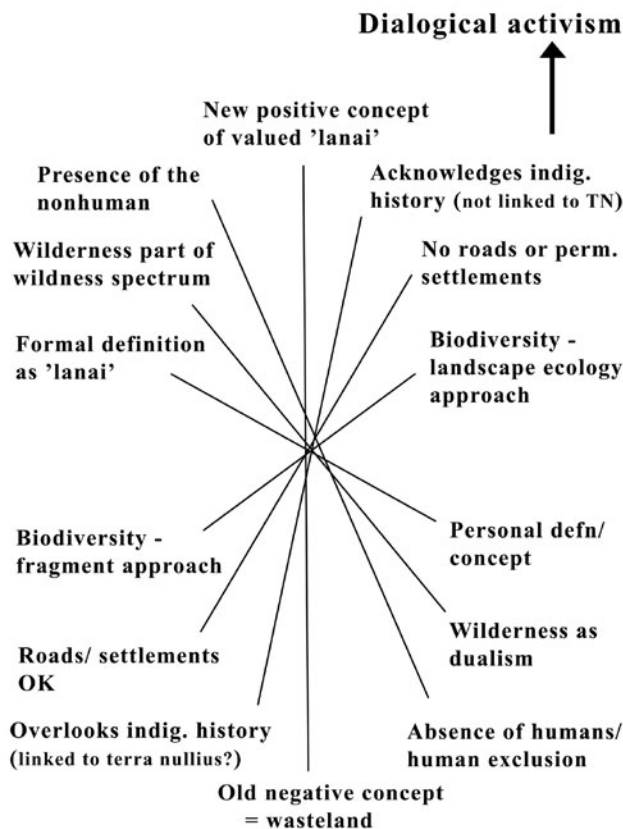 Dialogical activism
New positive concept
of valued ’lanai’
Presence of the
nonhuman
Acknowledges indig.
history (not linked to TN)
Wilderness part of
wildness spectrum
No roads or perm.
settlements
Formal definition
as ’lanai’
Biodiversity -
landscape ecology
approach
Biodiversity -
fragment approach
Personal defn/
concept
Roads/ settlements
OK
Wilderness as
dualism
Overlooks indig. history
(linked to terra nullius?)
Absence of humans/
human exclusion
Old negative concept
= wasteland